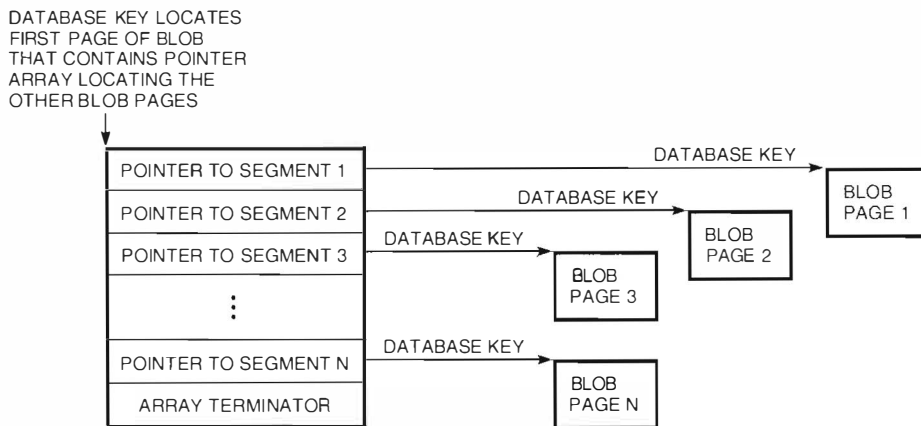 DATABASE KEY LOCATES
FIRST PAGE OF BLOB
THAT CONTAINS POINTER
ARRAY LOCATING THE
OTHER BLOB PAGES
POINTER TO SEGMENT 1
DATABASE KEY
BLOB
PAGE 1
POINTER TO SEGMENT 2
DATABASE KEY
BLOB
PAGE 2
POINTER TO SEGMENT 3
DATABASE KEY
BLOB
PAGE 3
POINTER TO SEGMENT N
DATABASE KEY
BLOB
PAGE N
ARRAY TERMINATOR